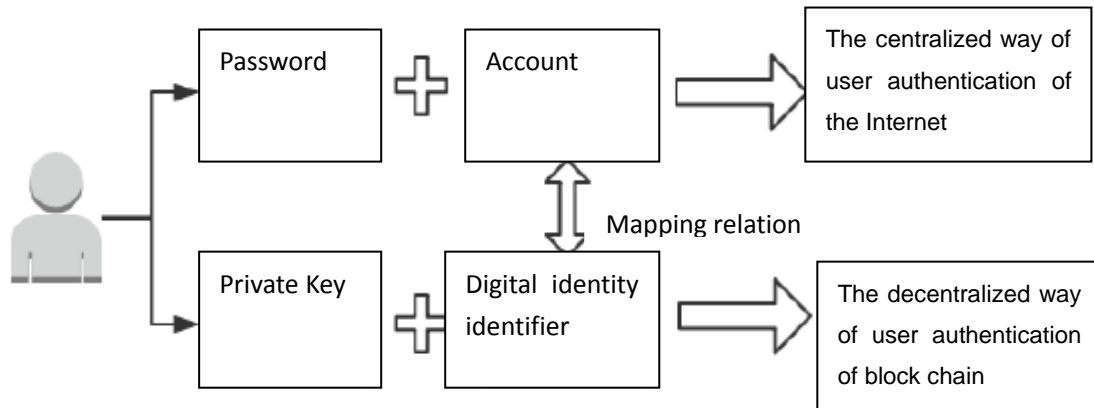 Password
Account
The centralized way of
user authentication of
the Internet
Mapping relation
Private Key
Digital identity
identifier
The decentralized way
of user authentication
of block chain